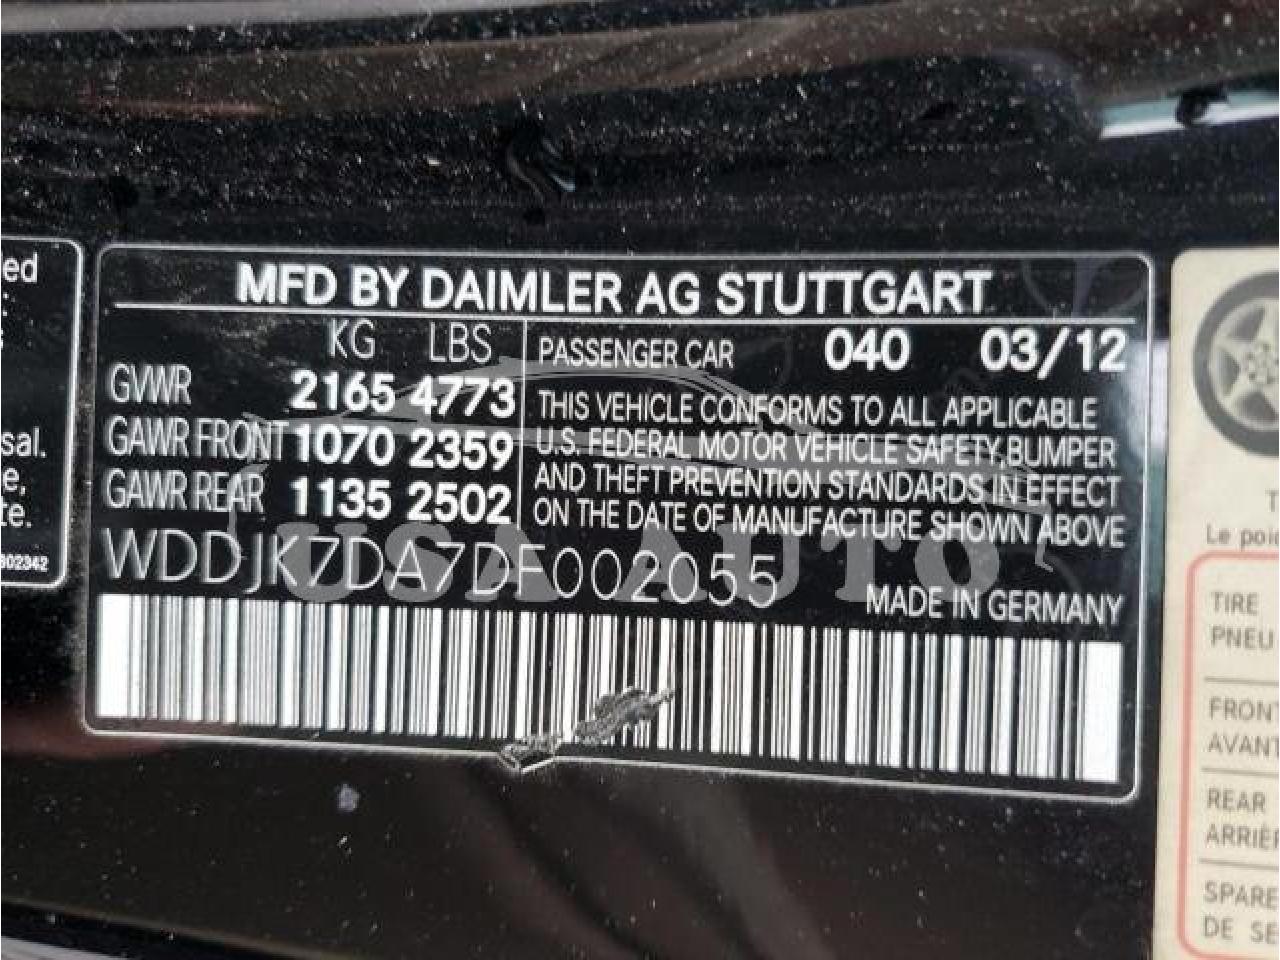 ed
sal.
e,
te.
302342
MFD BY DAIMLER AG STUTTGART
KG LBS
GVWR 2165 4773
GAWR FRONT 1070 2359
GAWR REAR 1135 2502
PASSENGER CAR 040 03/12
THIS VEHICLE CONFORMS TO ALL APPLICABLE
U.S. FEDERAL MOTOR VEHICLE SAFETY, BUMPER
AND THEFT PREVENTION STANDARDS IN EFFECT
ON THE DATE OF MANUFACTURE SHOWN ABOVE
WDDJK7DA7DF002055
MADE IN GERMANY
USA AUTO
T
Le poid
TIRE
PNEU
FRONT
AVANT
REAR
ARRIÈR
SPARE
DE SE